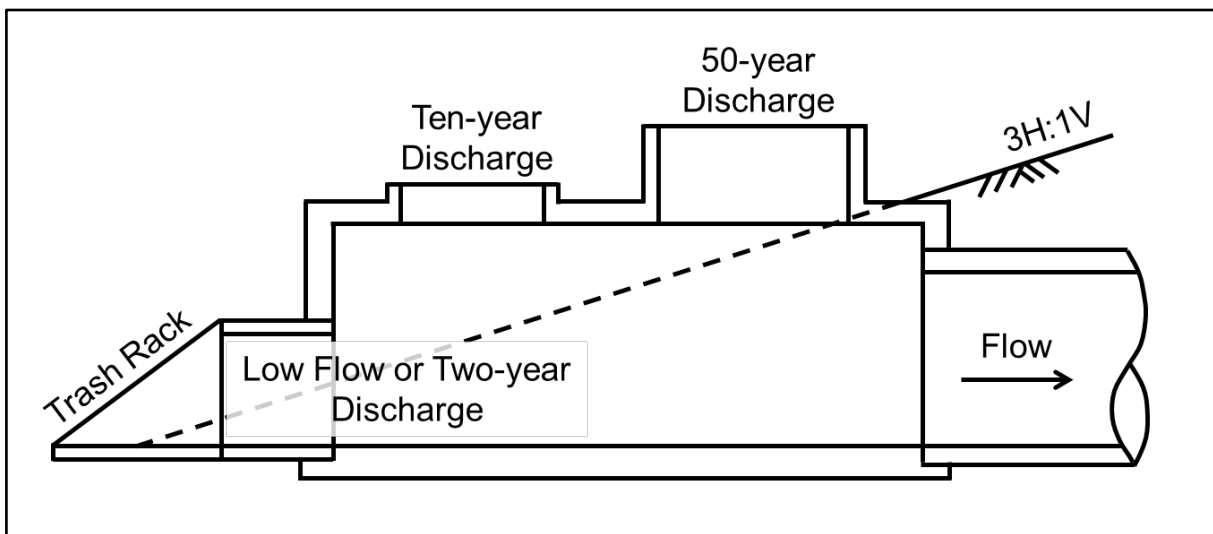 50-year
Discharge
Ten-year
Discharge
3H:1V
Trash Rack
Low Flow or Two-year
Discharge
Flow